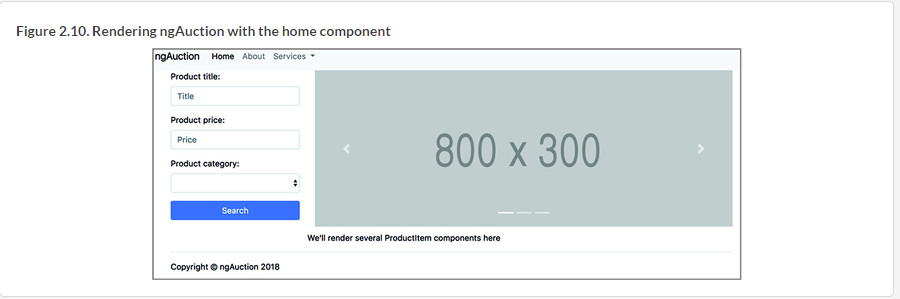 Figure 2.10. Rendering ngAuction with the home component
ngAuction Home About Services
Product title:
Title
Product price:
Price
Product category:
Search
800 x 300
We'll render several ProductItem components here
Copyright © ngAuction 2018